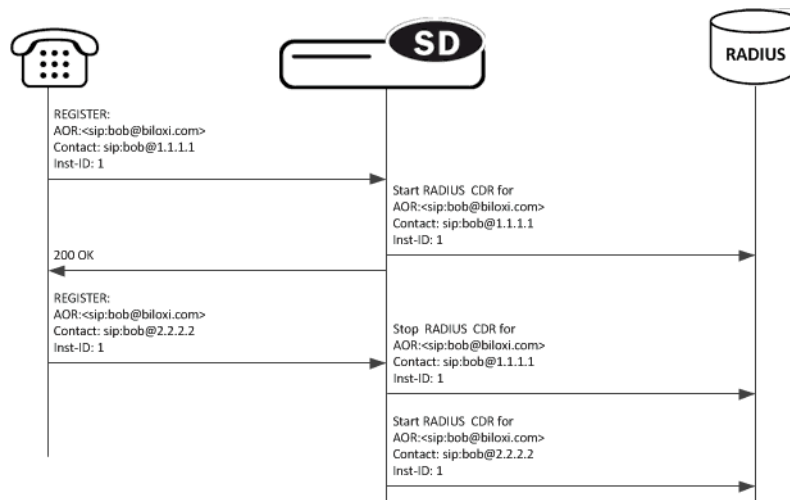 SD
RADIUS
REGISTER:
AOR:<sip:bob@biloxi.com>
Contact: sip:bob@1.1.1.1
Inst-ID: 1
Start RADIUS CDR for
AOR:<sip:bob@biloxi.com>
Contact: sip:bob@1.1.1.1
Inst-ID: 1
200 OK
REGISTER:
AOR:<sip:bob@biloxi.com>
Contact: sip:bob@2.2.2.2
Inst-ID: 1
Stop RADIUS CDR for
AOR:<sip:bob@biloxi.com>
Contact: sip:bob@1.1.1.1
Inst-ID: 1
Start RADIUS CDR for
AOR:<sip:bob@biloxi.com>
Contact: sip:bob@2.2.2.2
Inst-ID: 1